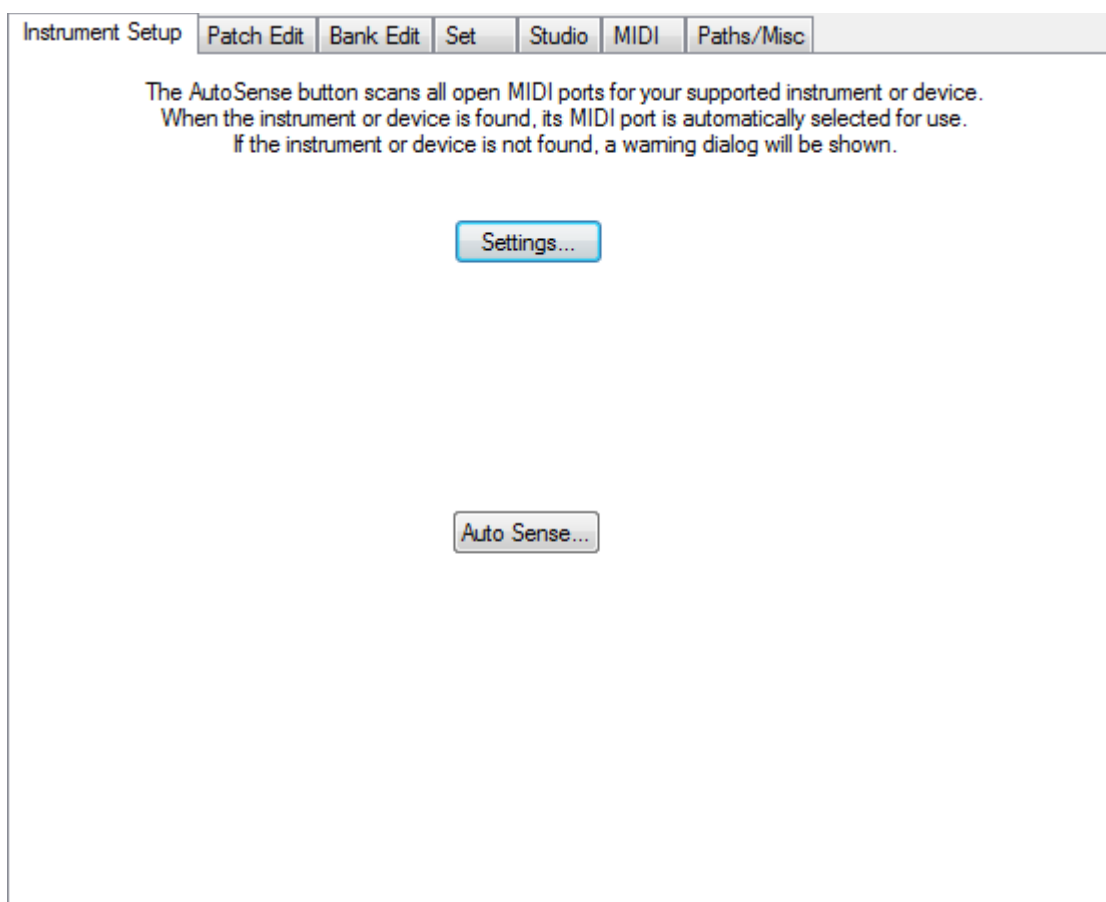 Instrument Setup Patch Edit Bank Edit Set Studio MIDI Paths/Misc
The AutoSense button scans all open MIDI ports for your supported instrument or device.
When the instrument or device is found, its MIDI port is automatically selected for use.
If the instrument or device is not found, a warning dialog will be shown.
Settings...
Auto Sense...